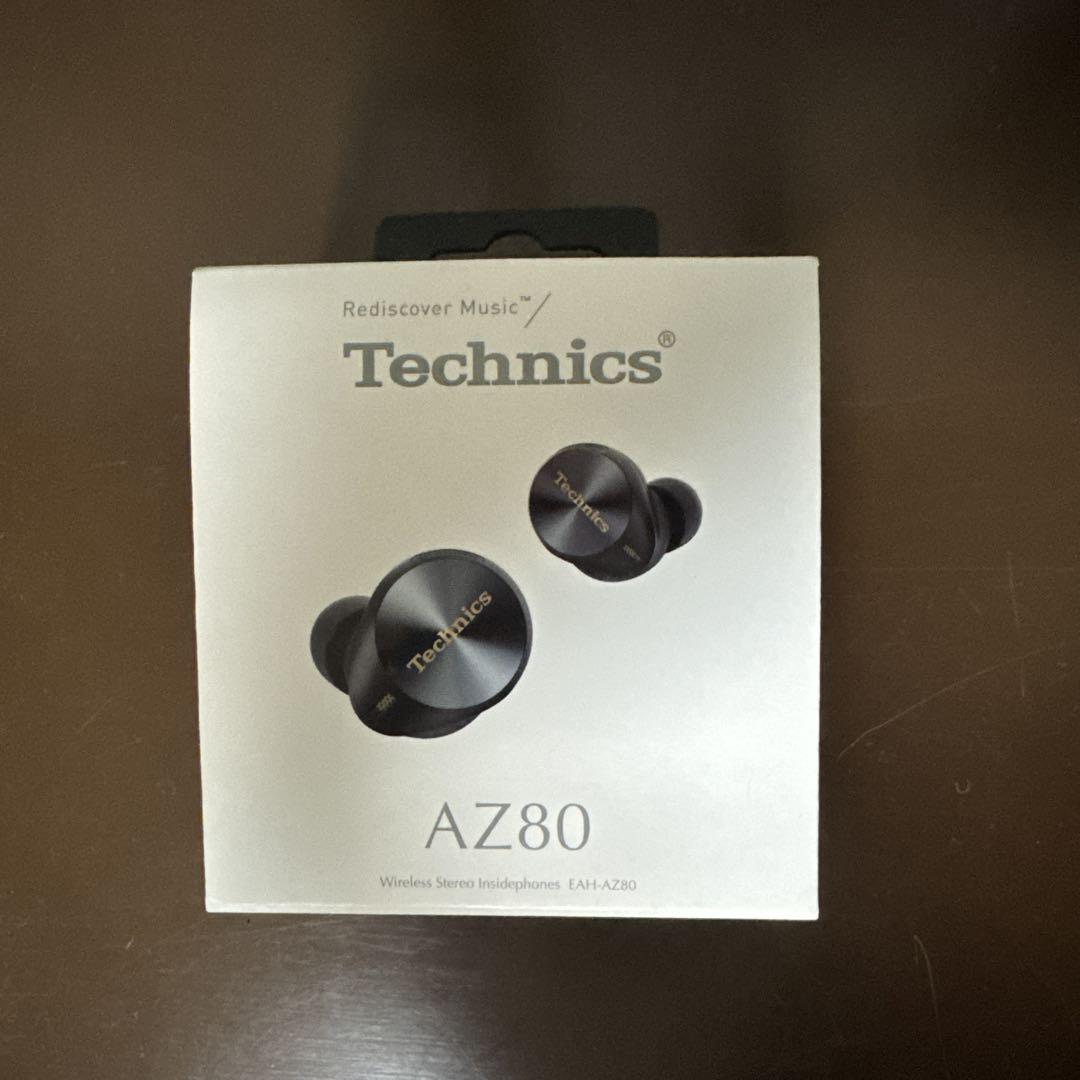 Rediscover Music™/
Technics®
Technics
Technics
AZ80
Wireless Stereo Insidephones EAH-AZ80